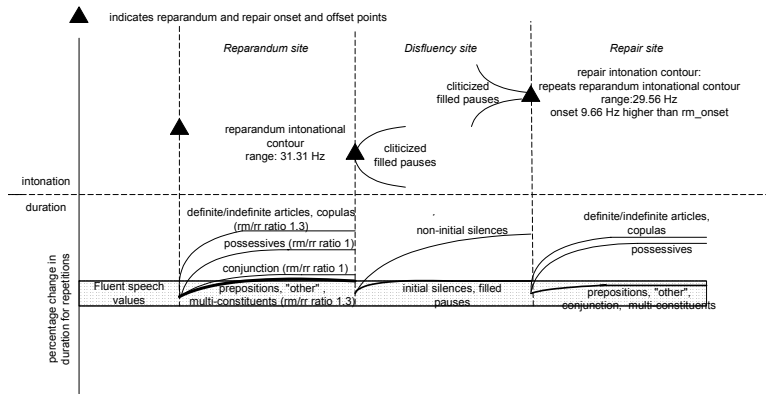 indicates reparandum and repair onset and offset points
Reparandum site
Disfluency site
Repair site
repair intonation contour:
repeats reparandum intonational contour
range:29.56 Hz
onset 9.66 Hz higher than rm_onset
cliticized
filled pauses
reparandum intonational
contour
range: 31.31 Hz
cliticized
filled pauses
intonation
duration
definite/indefinite articles, copulas
(rm/rr ratio 1.3)
possessives (rm/rr ratio 1)
conjunction (rm/rr ratio 1)
prepositions, "other" ,
multi-constituents (rm/rr ratio 1.3)
non-initial silences
initial silences, filled
pauses
definite/indefinite articles,
copulas
possessives
prepositions, "other",
conjunction, multi-constituents
Fluent speech
values
percentage change in
duration for repetitions